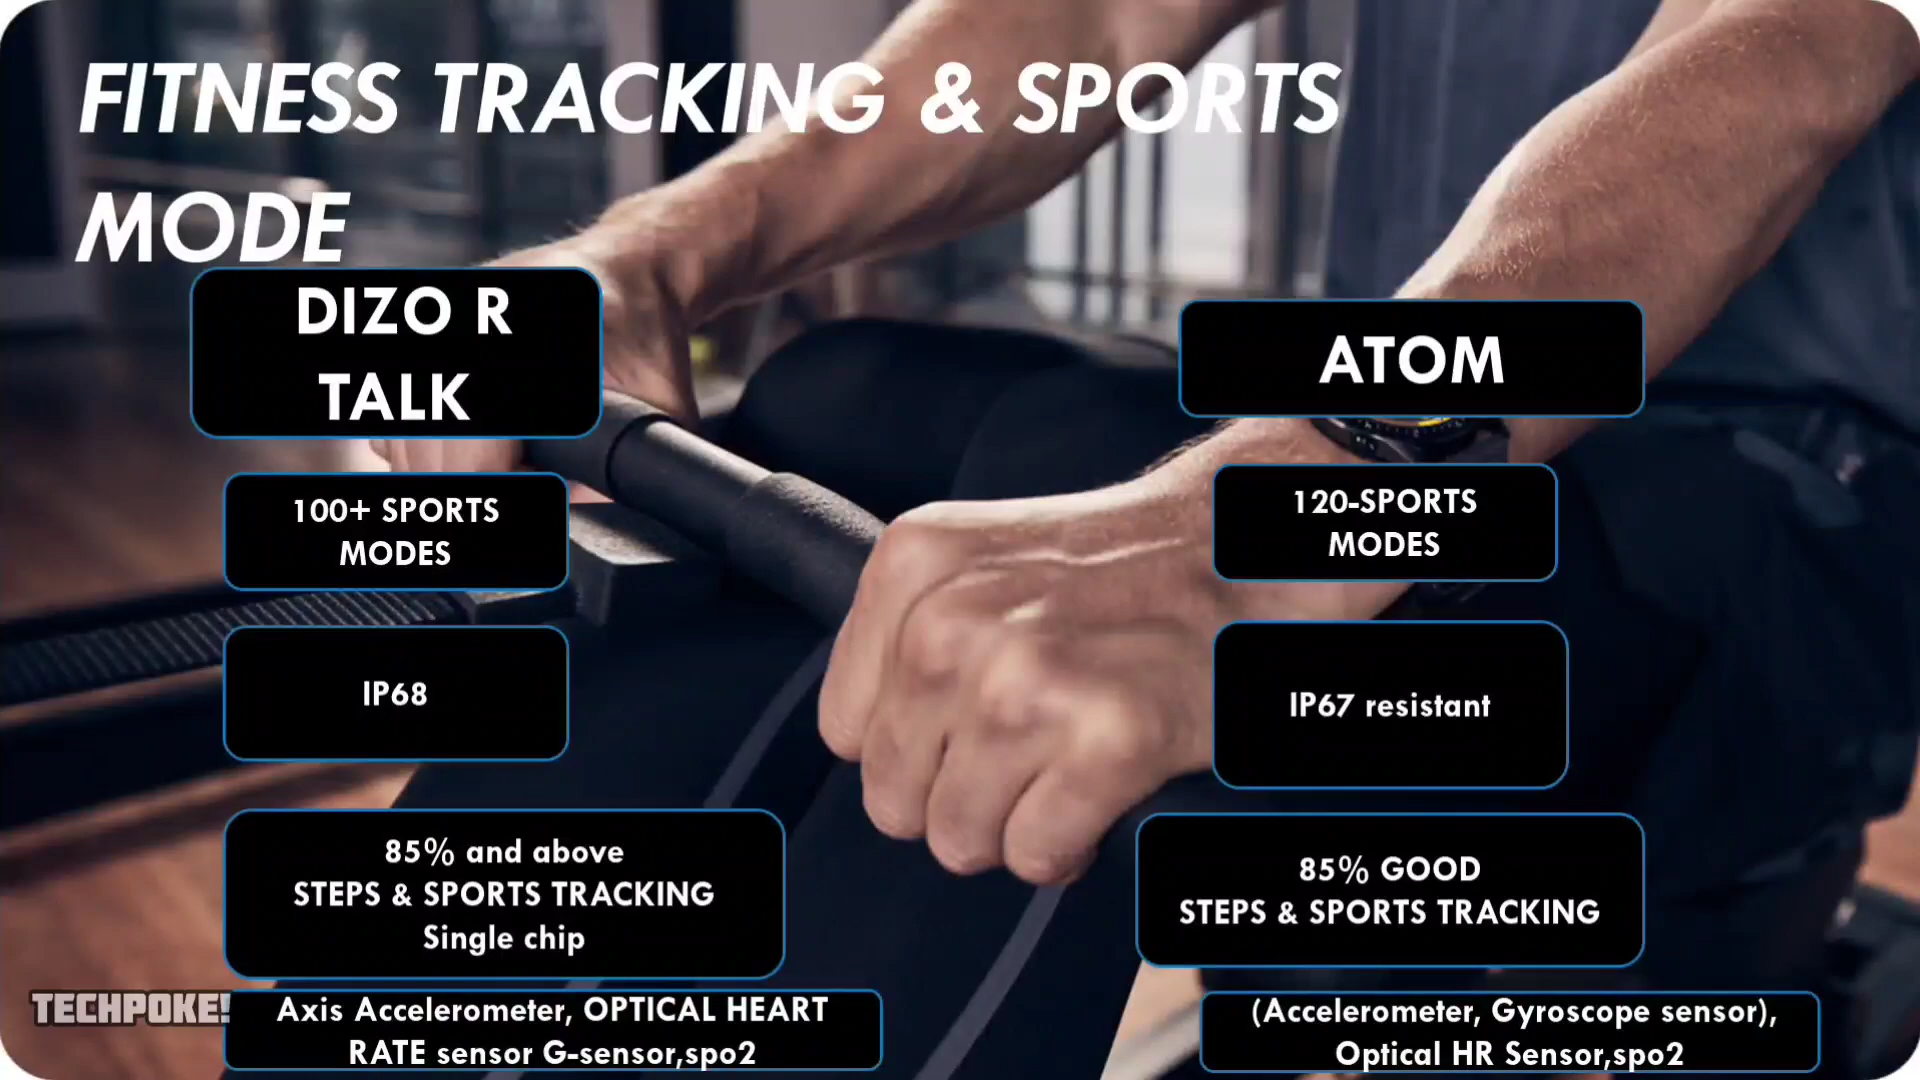 FITNESS TRACKING & SPORTS
MODE
DIZO R
TALK
100+ SPORTS
MODES
IP68
85% and above
STEPS & SPORTS TRACKING
Single chip
Axis Accelerometer, OPTICAL HEART
RATE sensor G-sensor,spo2
ATOM
120-SPORTS
MODES
IP67 resistant
85% GOOD
STEPS & SPORTS TRACKING
(Accelerometer, Gyroscope sensor),
Optical HR Sensor,spo2
TECHPOKE!